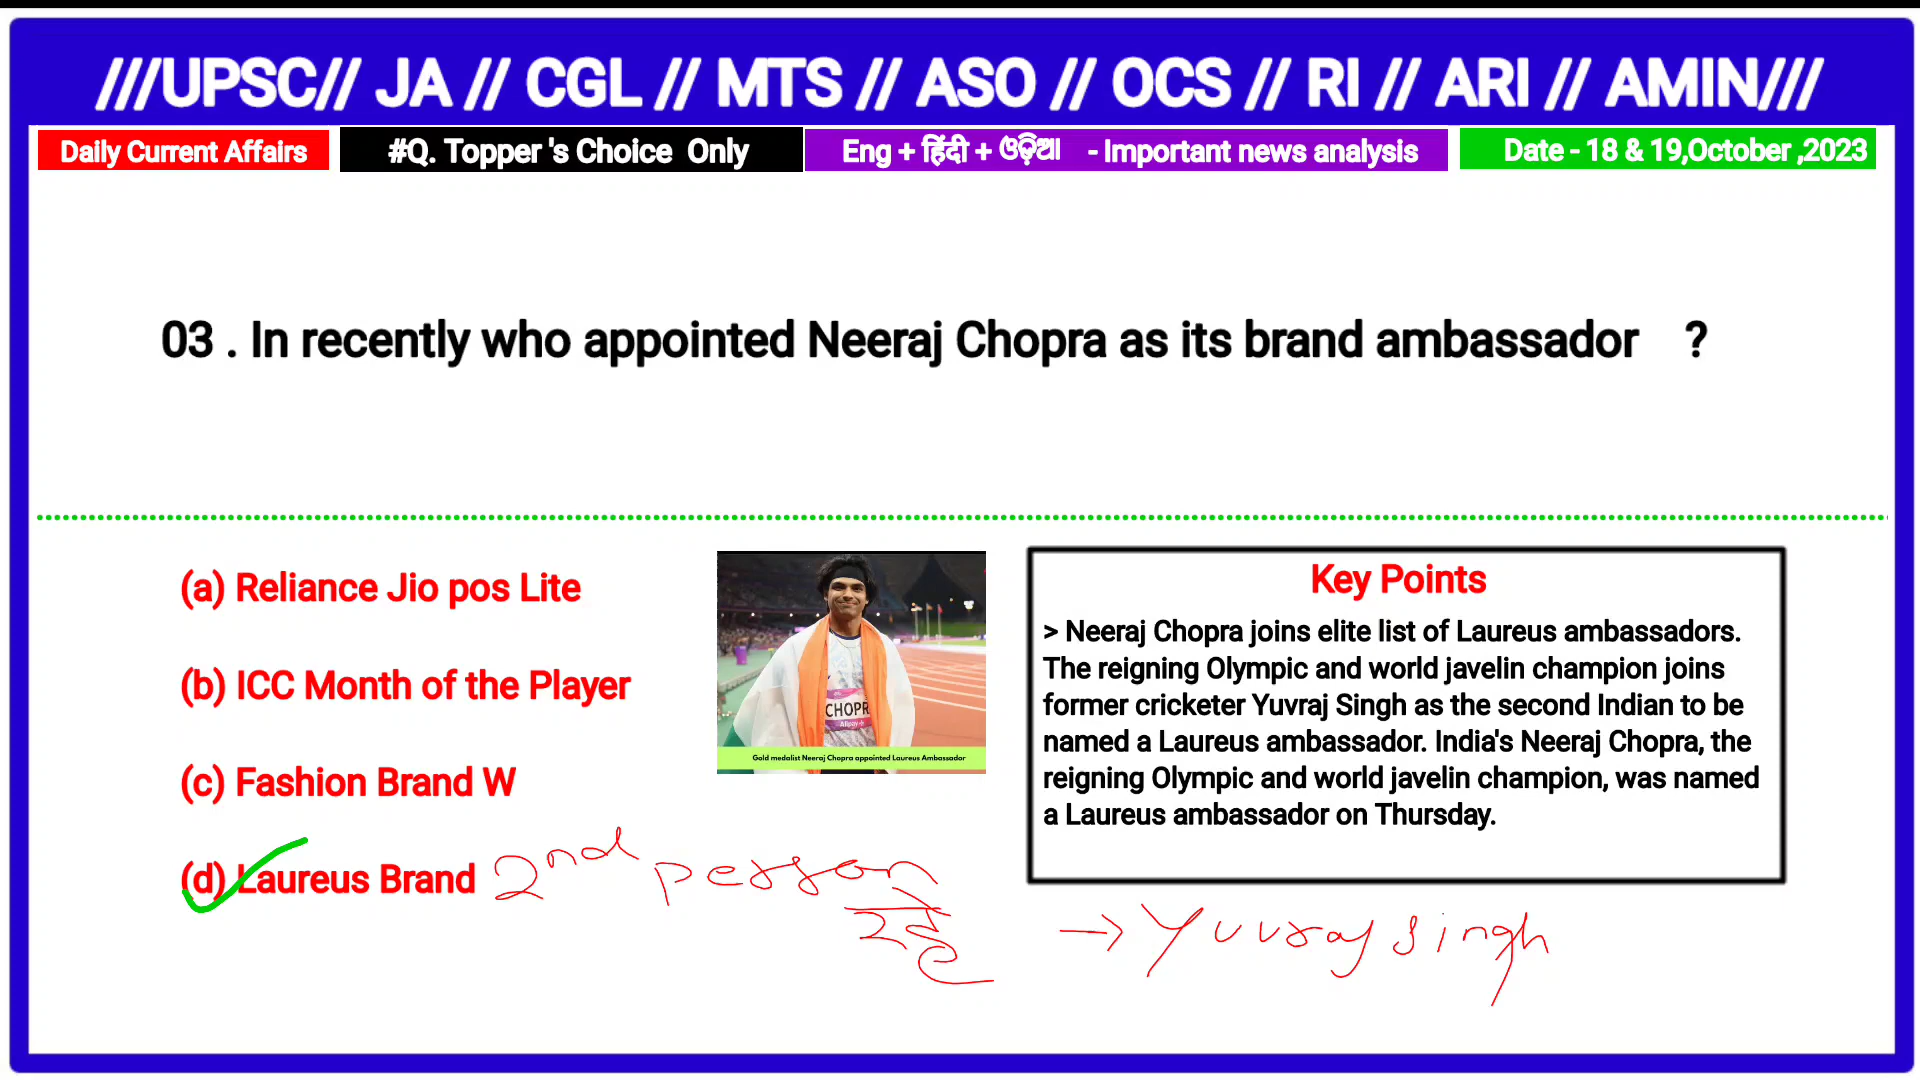 ///UPSC// JA // CGL // MTS // ASO // OCS // RI // ARI // AMIN///
Daily Current Affairs
#Q. Topper 's Choice Only
Eng + हिंदी + ଓଡ଼ିଆ - Important news analysis
Date - 18 & 19,October ,2023
03 . In recently who appointed Neeraj Chopra as its brand ambassador ?
(a) Reliance Jio pos Lite
(b) ICC Month of the Player
(c) Fashion Brand W
(d) Laureus Brand
2nd person
CHOPR
Gold medalist Neeraj Chopra appointed Laureus Ambassador
Key Points
> Neeraj Chopra joins elite list of Laureus ambassadors.
The reigning Olympic and world javelin champion joins
former cricketer Yuvraj Singh as the second Indian to be
named a Laureus ambassador. India's Neeraj Chopra, the
reigning Olympic and world javelin champion, was named
a Laureus ambassador on Thursday.
→ Yuvraj singh